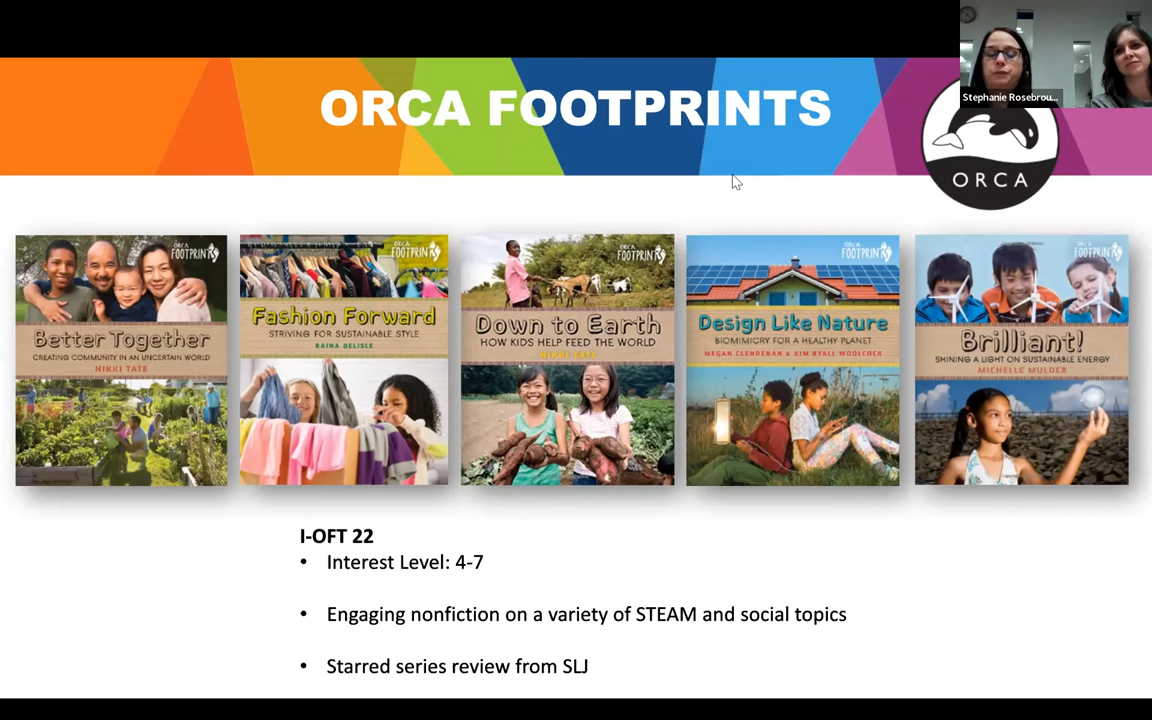 ORCA FOOTPRINTS
Stephanie Rosebrou...
ORCA
ORCA
FOOTPRINTS
Better Together
CREATING COMMUNITY IN AN UNCERTAIN WORLD
NIKKI TATE
ORCA
FOOTPRINTS
Fashion Forward
STRIVING FOR SUSTAINABLE STYLE
RAINA DELISLE
ORCA
FOOTPRINTS
Down to Earth
HOW KIDS HELP FEED THE WORLD
NIKKI TATE
ORCA
FOOTPRINTS
Design Like Nature
BIOMIMICRY FOR A HEALTHY PLANET
MEGAN CLENDENAN & KIM RYALL WOOLCOCK
ORCA
FOOTPRINTS
Brilliant!
SHINING A LIGHT ON SUSTAINABLE ENERGY
MICHELLE MULDER
I-OFT 22
• Interest Level: 4-7
• Engaging nonfiction on a variety of STEAM and social topics
• Starred series review from SLJ